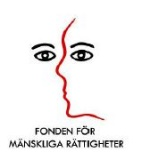 FONDEN FÖR
MÄNSKLIGA RÄTTIGHETER